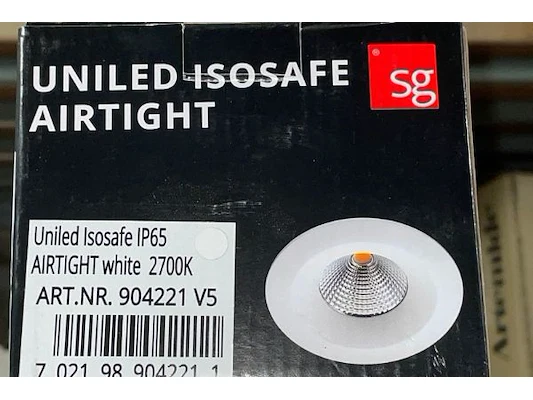 UNILED ISOSAFE
AIRTIGHT
® sg
Uniled Isosafe IP65
AIRTIGHT white 2700K
ART.NR. 904221 V5
7 021 98 904221 1
Artemide